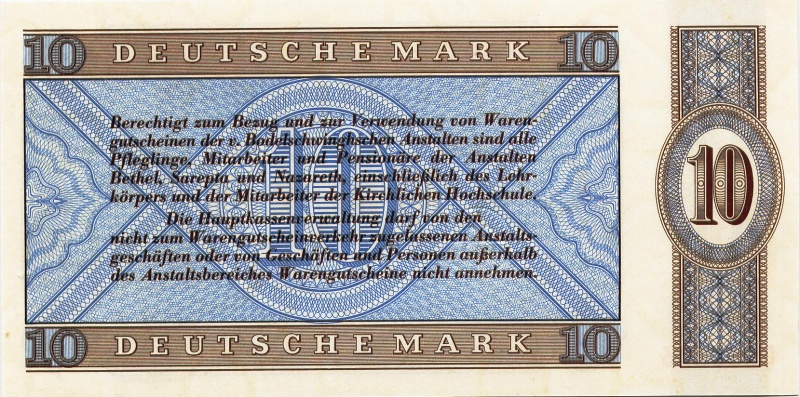 10 DEUTSCHE MARK 10
Berechtigt zum Bezug und zur Verwendung von Waren-
gutscheinen der v. Bodelschwinghschen Anstalten sind alle
Pfleglinge, Mitarbeiter und Pensionäre der Anstalten
Bethel, Sarepta und Nazareth, einschließlich des Lehr-
körpers und der Mitarbeiter der Kirchlichen Hochschule.
Die Hauptkassenverwaltung darf von den
nicht zum Warengutscheinverkehr zugelassenen Anstalts-
geschäften oder von Geschäften und Personen außerhalb
des Anstaltsbereiches Warengutscheine nicht annehmen.
10
10
10 DEUTSCHE MARK 10